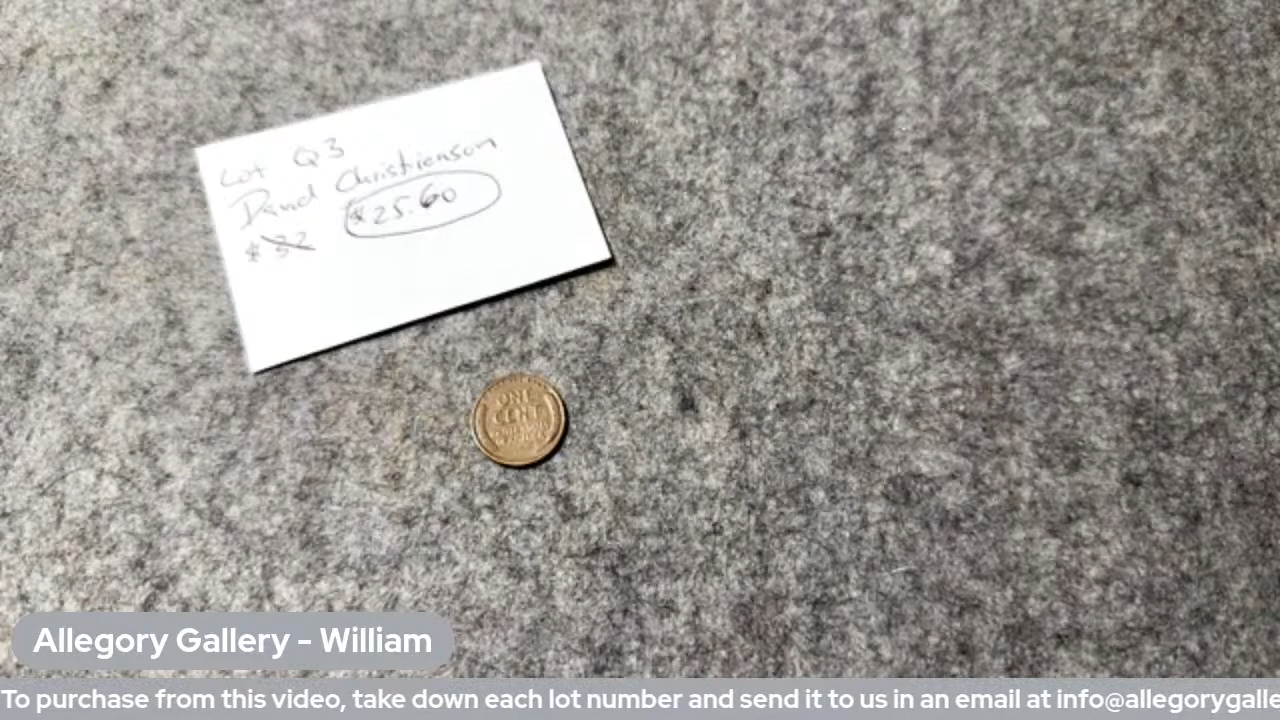 Lot Q3
David Christienson
$32 $25.60
ONE
CENT
Allegory Gallery – William
To purchase from this video, take down each lot number and send it to us in an email at info@allegorygalle